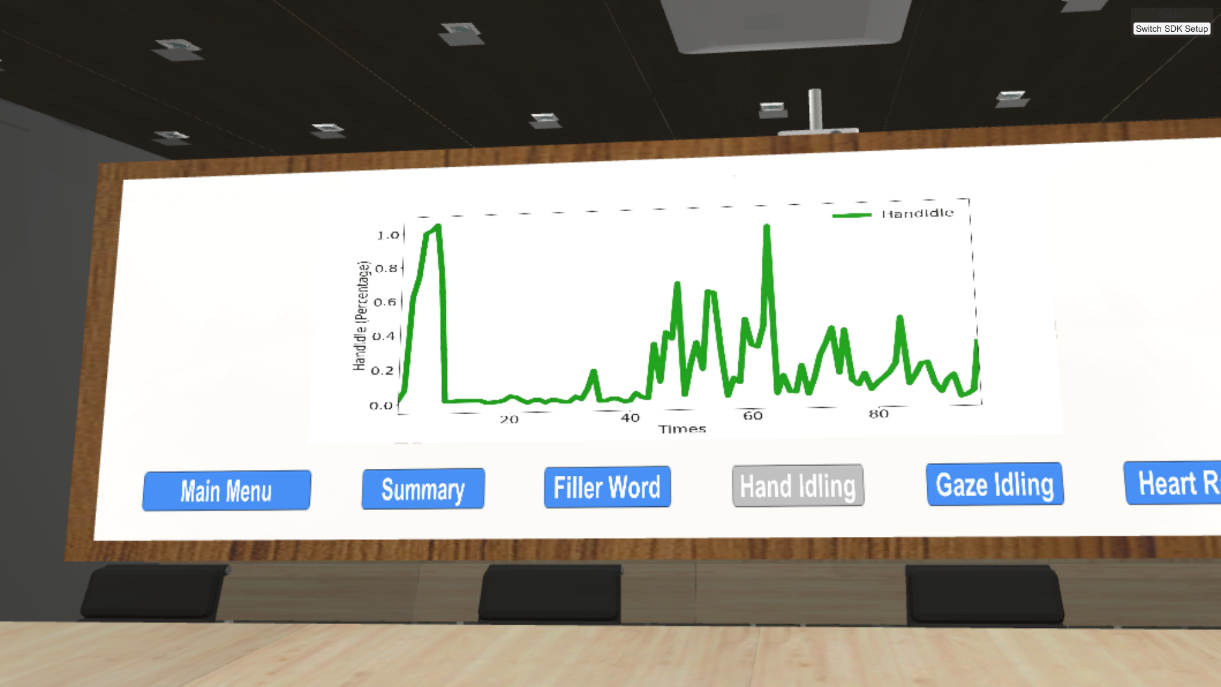 Switch SDK Setup
HandIdle
1.0
0.8
0.6
0.4
0.2
0.0
HandIdle (Percentage)
20
40
60
80
Times
Main Menu
Summary
Filler Word
Hand Idling
Gaze Idling
Heart R